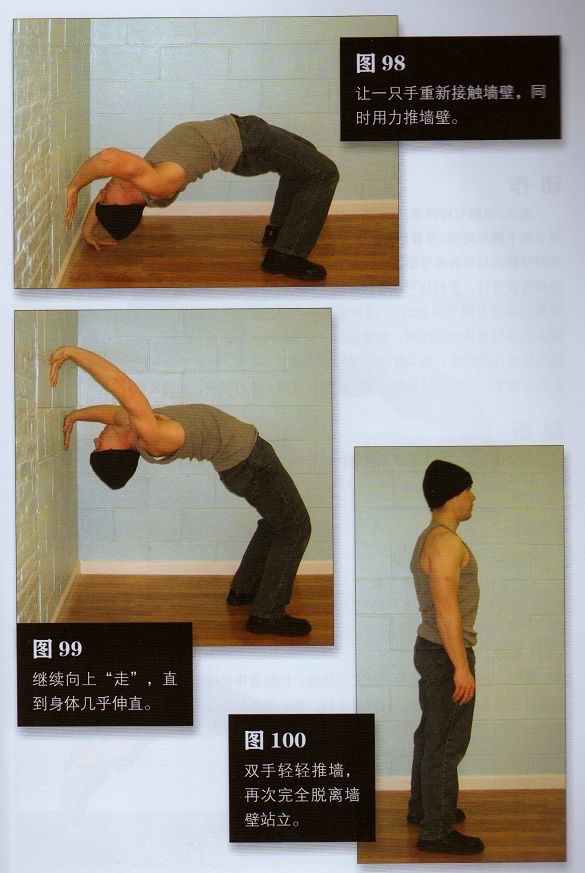 图 98
让一只手重新接触墙壁，同
时用力推墙壁。
图 99
继续向上“走”，直
到身体几乎伸直。
图 100
双手轻轻推墙，
再次完全脱离墙
壁站立。